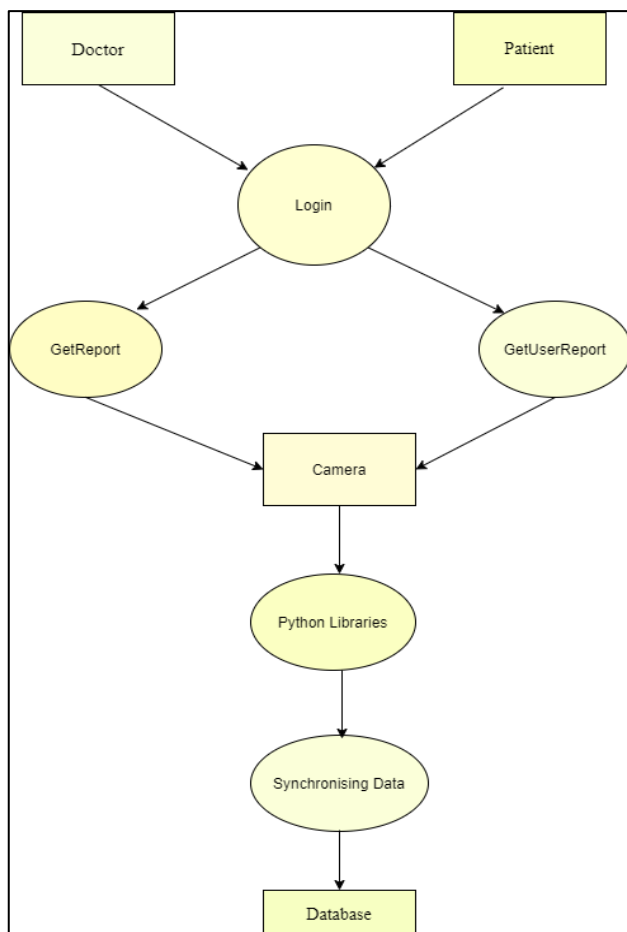 Doctor
Patient
Login
GetReport
GetUserReport
Camera
Python Libraries
Synchronising Data
Database